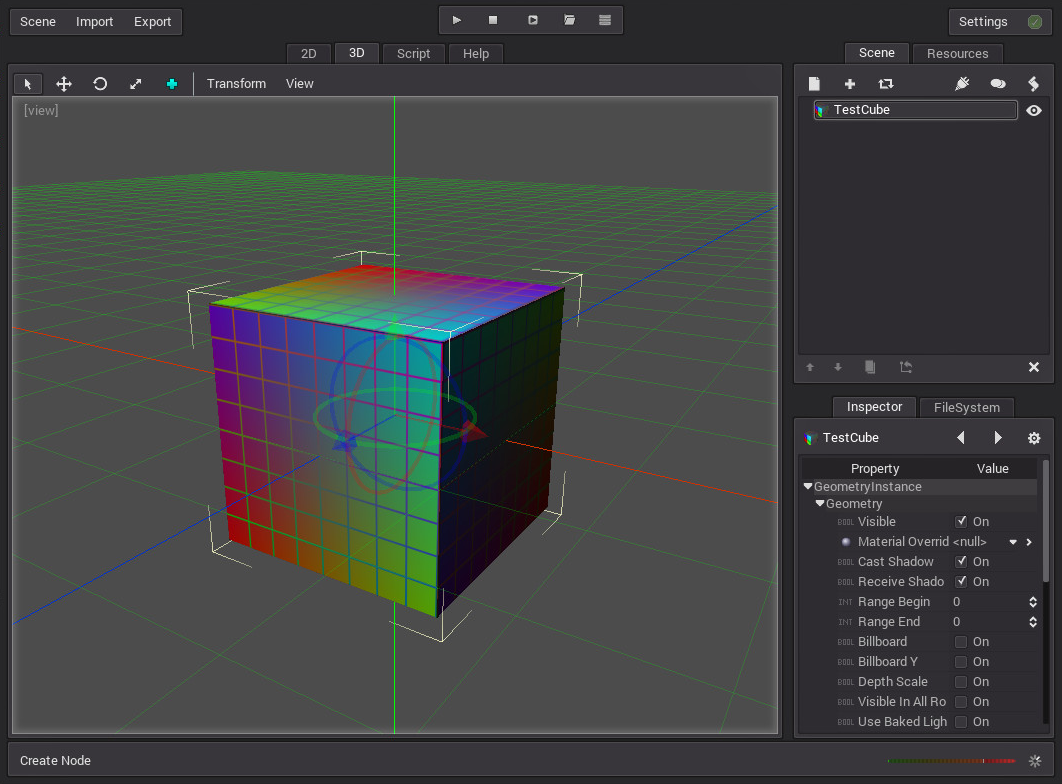 Scene Import Export Settings
2D 3D Script Help Scene Resources
Transform View
[view]
TestCube
Inspector FileSystem
TestCube
Property Value
GeometryInstance
Geometry
BOOL Visible On
Material Overrid <null>
BOOL Cast Shadow On
BOOL Receive Shado On
INT Range Begin 0
INT Range End 0
BOOL Billboard On
BOOL Billboard Y On
BOOL Depth Scale On
BOOL Visible In All Ro On
BOOL Use Baked Ligh On
Create Node